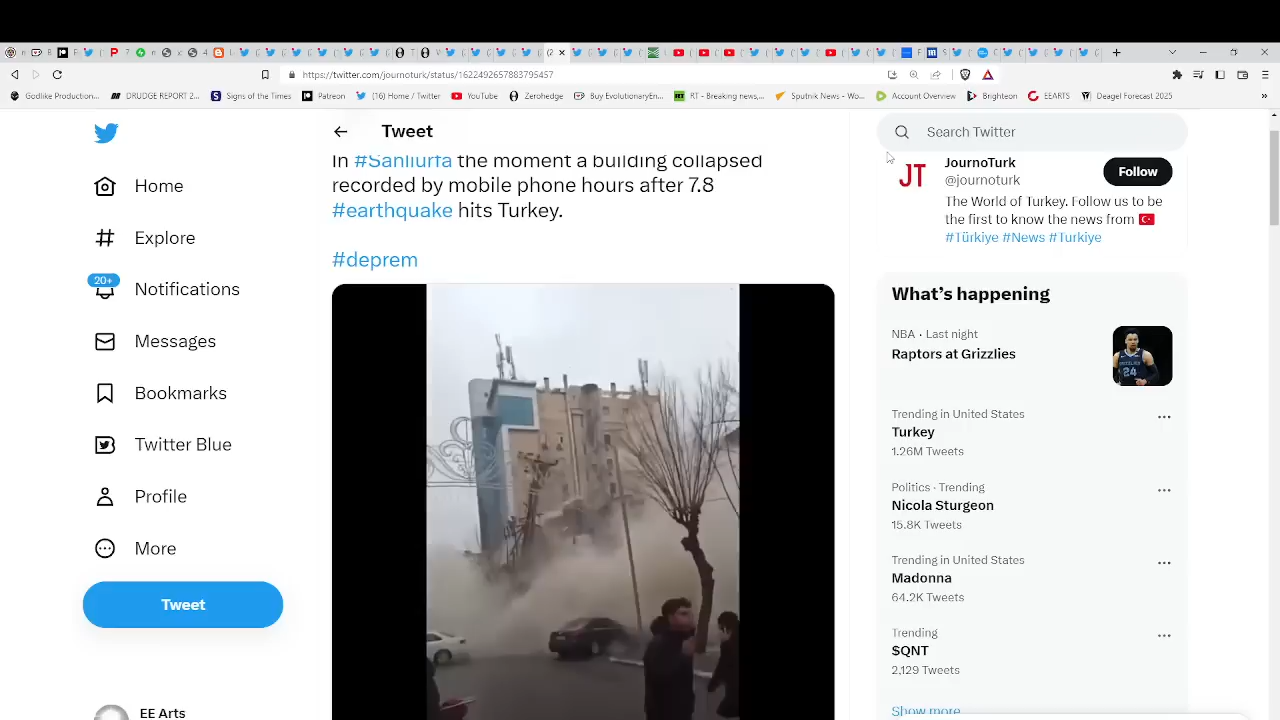 https://twitter.com/journoturk/status/1622492657883795457
Godlike Production...
DRUDGE REPORT 2...
Signs of the Times
Patreon
(16) Home / Twitter
YouTube
Zerohedge
Buy EvolutionaryEn...
RT - Breaking news,...
Sputnik News - Wo...
Account Overview
Brighteon
EEARTS
Deagel Forecast 2025
Home
Explore
20+
Notifications
Messages
Bookmarks
Twitter Blue
Profile
More
Tweet
EE Arts
Tweet
In #Sanliurfa the moment a building collapsed
recorded by mobile phone hours after 7.8
#earthquake hits Turkey.
#deprem
Search Twitter
JT
JournoTurk
@journoturk
Follow
The World of Turkey. Follow us to be
the first to know the news from
#Türkiye #News #Turkiye
What's happening
NBA · Last night
Raptors at Grizzlies
24
Trending in United States
Turkey
1.26M Tweets
Politics · Trending
Nicola Sturgeon
15.8K Tweets
Trending in United States
Madonna
64.2K Tweets
Trending
$QNT
2,129 Tweets
Show more